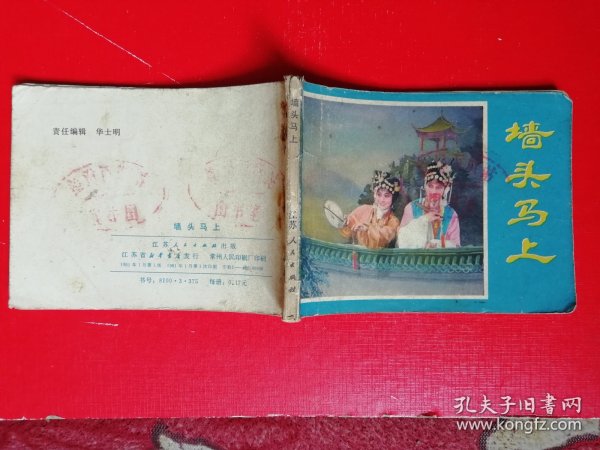 责任编辑 华士明
墙头马上
江苏人民出版社出版
江苏省新华书店发行 常州人民印刷厂印刷
书号：8100·3·375 每册：0.17元
墙头马上
江苏人民出版社
墙头马上
孔夫子旧书网
www.kongfz.com